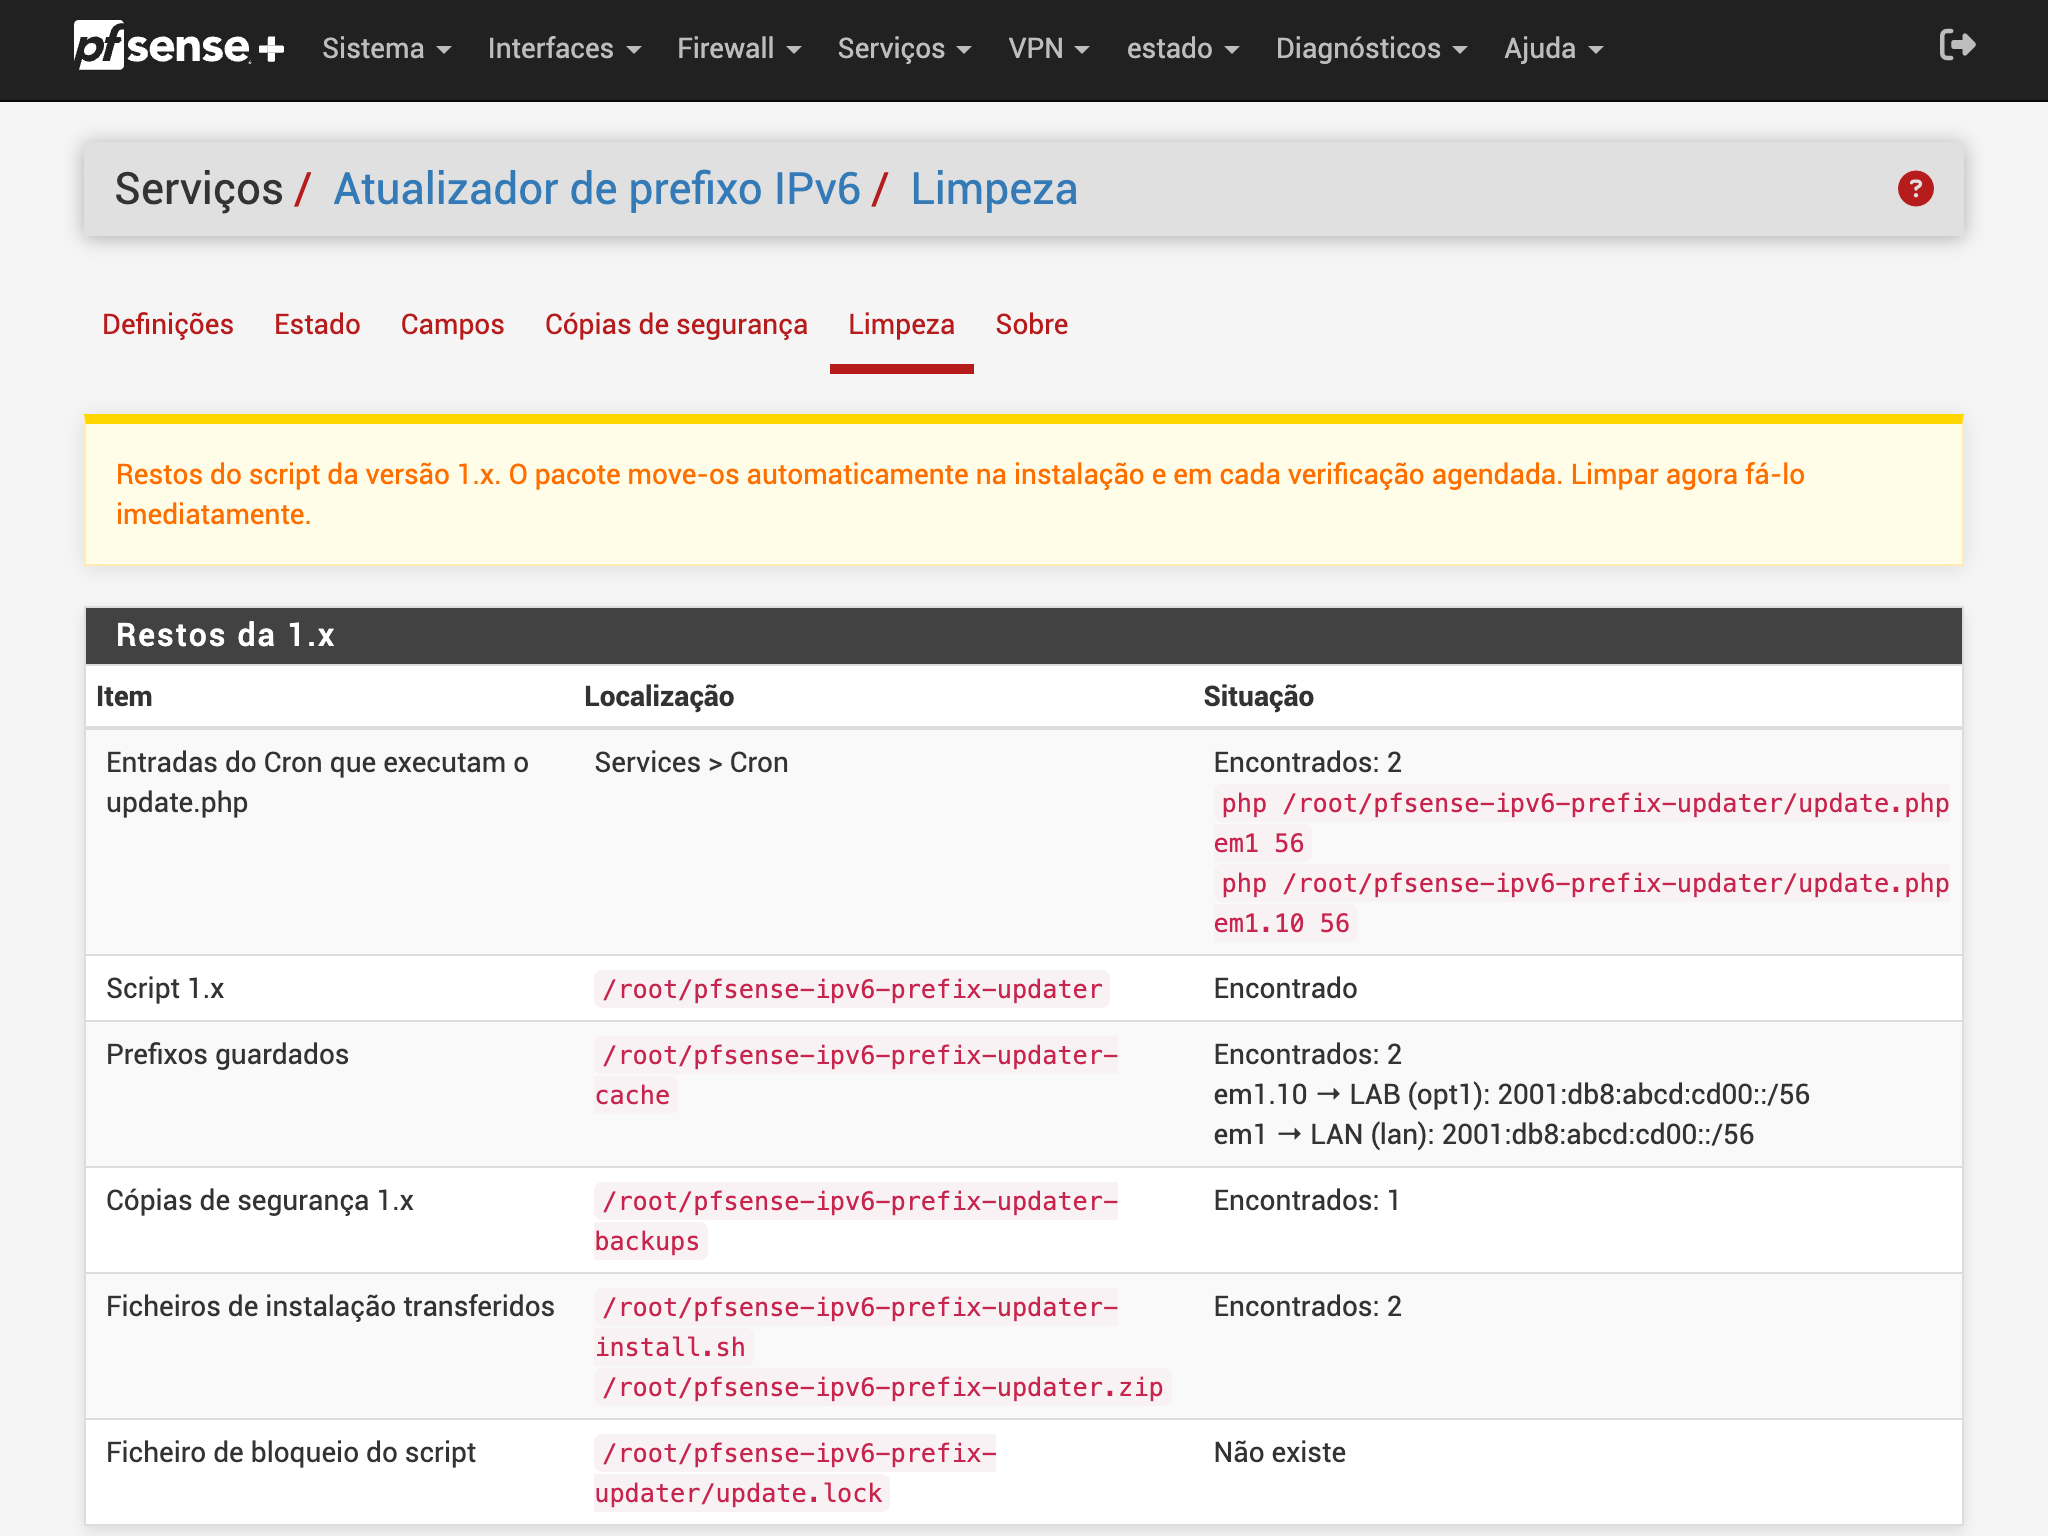 pfsense+ Sistema Interfaces Firewall Serviços VPN estado Diagnósticos Ajuda
Serviços / Atualizador de prefixo IPv6 / Limpeza ?
Definições Estado Campos Cópias de segurança Limpeza Sobre
Restos do script da versão 1.x. O pacote move-os automaticamente na instalação e em cada verificação agendada. Limpar agora fá-lo
imediatamente.
Restos da 1.x
Item Localização Situação
Entradas do Cron que executam o
update.php
Services > Cron
Encontrados: 2
php /root/pfsense-ipv6-prefix-updater/update.php
em1 56
php /root/pfsense-ipv6-prefix-updater/update.php
em1.10 56
Script 1.x /root/pfsense-ipv6-prefix-updater Encontrado
Prefixos guardados
/root/pfsense-ipv6-prefix-updater-
cache
Encontrados: 2
em1.10 → LAB (opt1): 2001:db8:abcd:cd00::/56
em1 → LAN (lan): 2001:db8:abcd:cd00::/56
Cópias de segurança 1.x
/root/pfsense-ipv6-prefix-updater-
backups
Encontrados: 1
Ficheiros de instalação transferidos
/root/pfsense-ipv6-prefix-updater-
install.sh
/root/pfsense-ipv6-prefix-updater.zip
Encontrados: 2
Ficheiro de bloqueio do script
/root/pfsense-ipv6-prefix-
updater/update.lock
Não existe